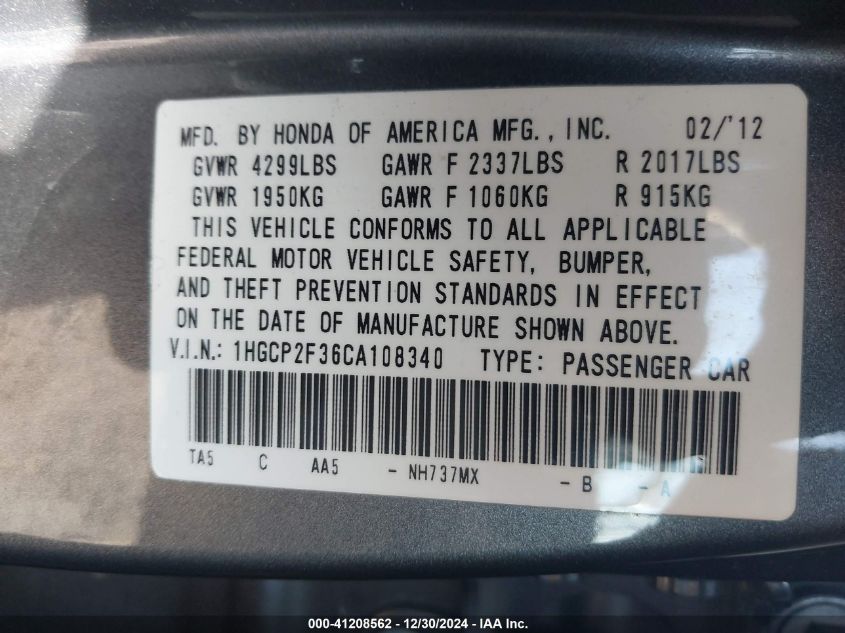 MFD. BY HONDA OF AMERICA MFG., INC. 02/'12
GVWR 4299LBS GAWR F 2337LBS R 2017LBS
GVWR 1950KG GAWR F 1060KG R 915KG
THIS VEHICLE CONFORMS TO ALL APPLICABLE
FEDERAL MOTOR VEHICLE SAFETY, BUMPER,
AND THEFT PREVENTION STANDARDS IN EFFECT
ON THE DATE OF MANUFACTURE SHOWN ABOVE.
V.I.N.: 1HGCP2F36CA108340 TYPE: PASSENGER CAR
TA5 C AA5 - NH737MX - B - A
000-41208562 - 12/30/2024 - IAA Inc.